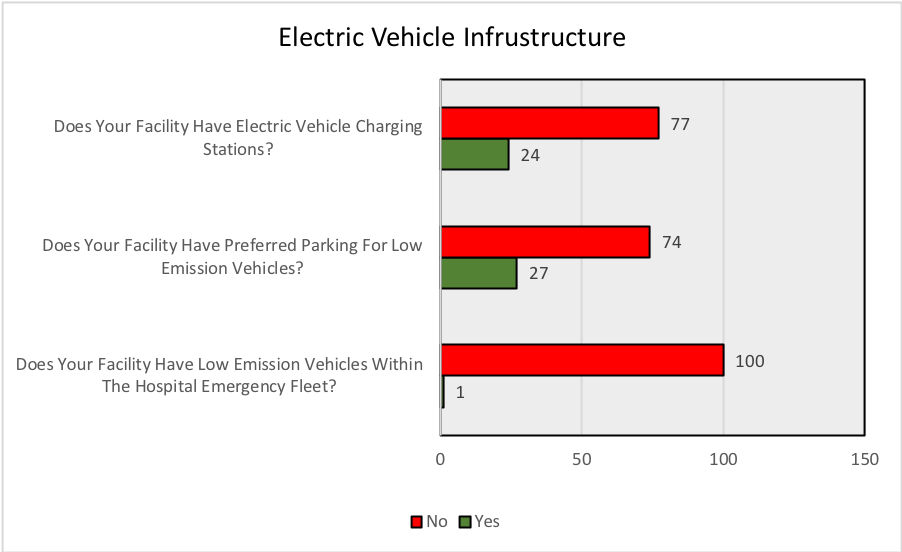 Electric Vehicle Infrustructure
Does Your Facility Have Electric Vehicle Charging
Stations?
77
24
Does Your Facility Have Preferred Parking For Low
Emission Vehicles?
74
27
Does Your Facility Have Low Emission Vehicles Within
The Hospital Emergency Fleet?
100
1
0 50 100 150
No Yes